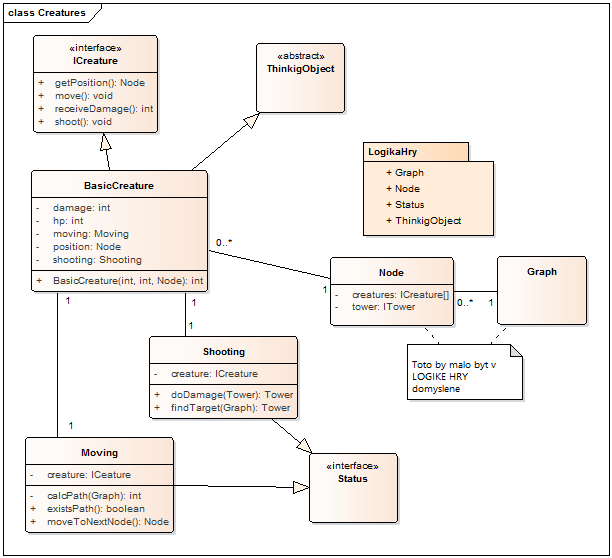 class Creatures
«interface»
ICreature
+ getPosition(): Node
+ move(): void
+ receiveDamage(): int
+ shoot(): void
«abstract»
ThinkigObject
BasicCreature
- damage: int
- hp: int
- moving: Moving
- position: Node
- shooting: Shooting
+ BasicCreature(int, int, Node): int
LogikaHry
+ Graph
+ Node
+ Status
+ ThinkigObject
0..*
1
Node
- creatures: ICreature[]
- tower: ITower
0..*
1
Graph
1
1
Shooting
- creature: ICreature
+ doDamage(Tower): Tower
+ findTarget(Graph): Tower
Toto by malo byt v
LOGIKE HRY
domyslene
1
1
Moving
- creature: ICeature
- calcPath(Graph): int
+ existsPath(): boolean
+ moveToNextNode(): Node
«interface»
Status